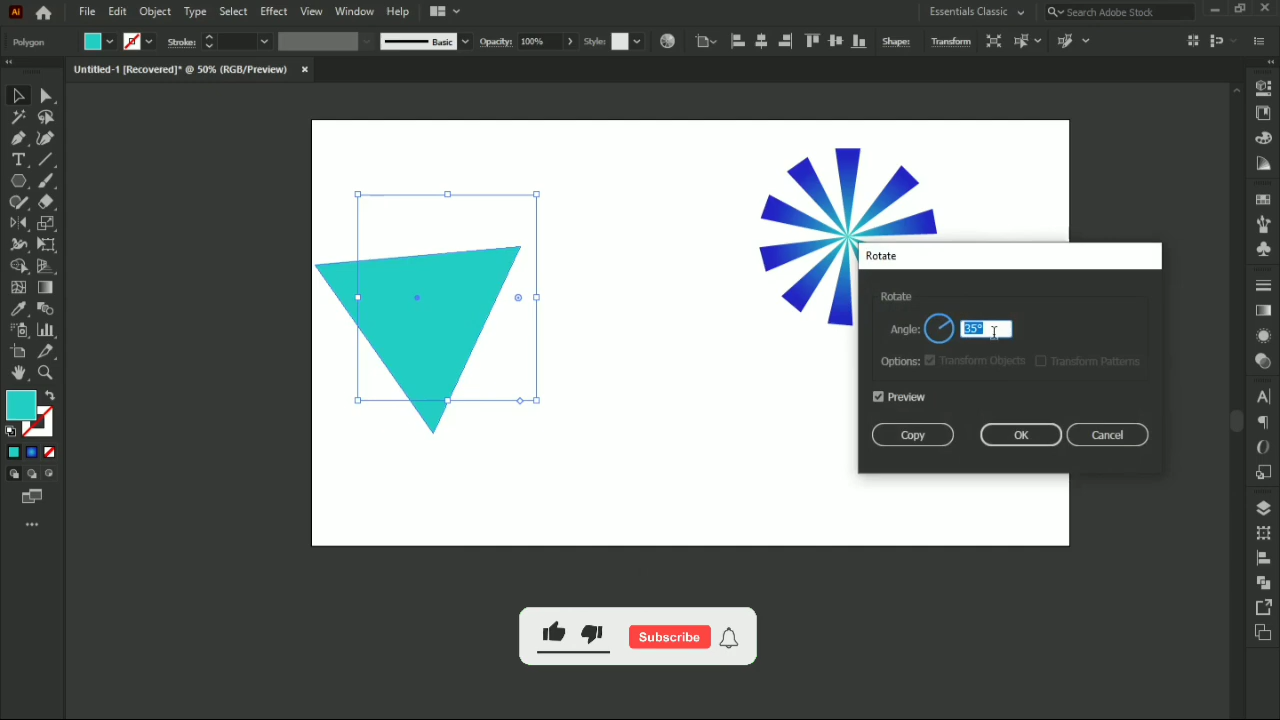 Ai File Edit Object Type Select Effect View Window Help Essentials Classic Search Adobe Stock
Polygon Stroke: Basic Opacity: 100% Style: Shape: Transform
Untitled-1 [Recovered]* @ 50% (RGB/Preview) ×
Rotate
Rotate
Angle: 35°
Options: Transform Objects Transform Patterns
Preview
Copy OK Cancel
Subscribe